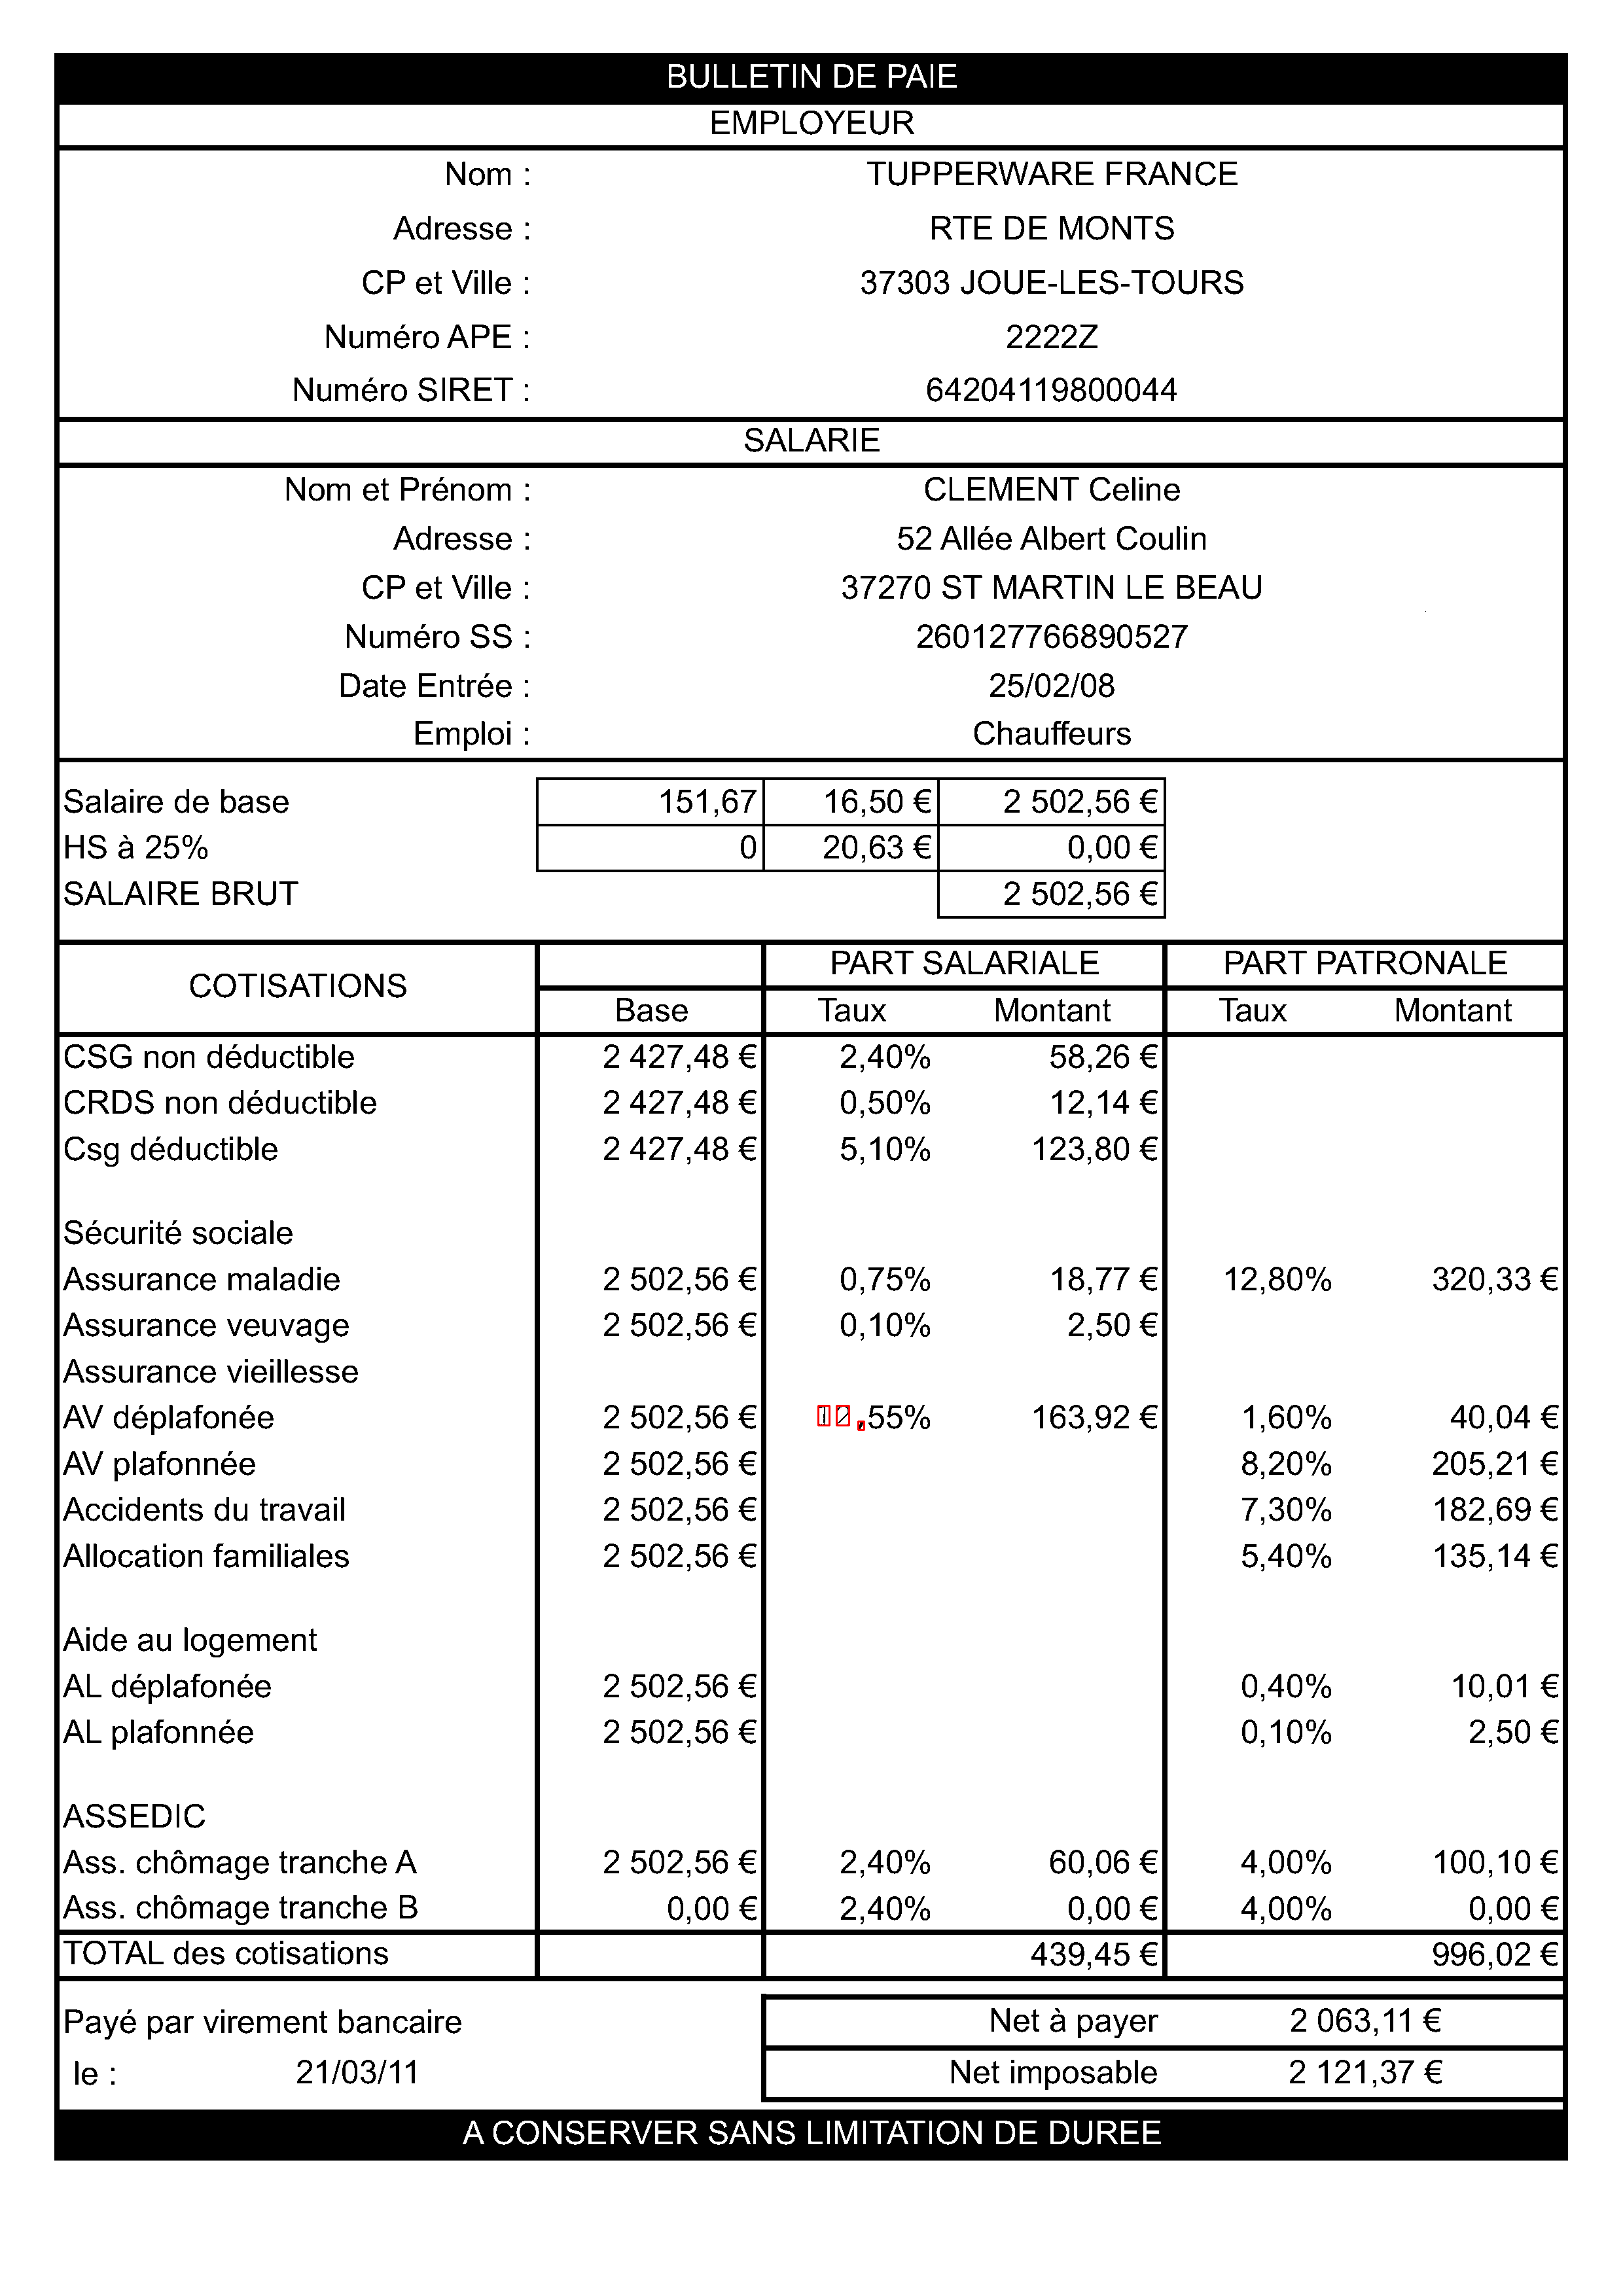 BULLETIN DE PAIE
EMPLOYEUR
Nom : TUPPERWARE FRANCE
Adresse : RTE DE MONTS
CP et Ville : 37303 JOUE-LES-TOURS
Numéro APE : 2222Z
Numéro SIRET : 64204119800044
SALARIE
Nom et Prénom : CLEMENT Celine
Adresse : 52 Allée Albert Coulin
CP et Ville : 37270 ST MARTIN LE BEAU
Numéro SS : 260127766890527
Date Entrée : 25/02/08
Emploi : Chauffeurs
Salaire de base 151,67 16,50 € 2 502,56 €
HS à 25% 0 20,63 € 0,00 €
SALAIRE BRUT 2 502,56 €
PART SALARIALE PART PATRONALE
COTISATIONS
Base Taux Montant Taux Montant
CSG non déductible 2 427,48 € 2,40% 58,26 €
CRDS non déductible 2 427,48 € 0,50% 12,14 €
Csg déductible 2 427,48 € 5,10% 123,80 €
Sécurité sociale
Assurance maladie 2 502,56 € 0,75% 18,77 € 12,80% 320,33 €
Assurance veuvage 2 502,56 € 0,10% 2,50 €
Assurance vieillesse
AV déplafonée 2 502,56 € 55% 163,92 € 1,60% 40,04 €
AV plafonnée 2 502,56 € 8,20% 205,21 €
Accidents du travail 2 502,56 € 7,30% 182,69 €
Allocation familiales 2 502,56 € 5,40% 135,14 €
Aide au logement
AL déplafonée 2 502,56 € 0,40% 10,01 €
AL plafonnée 2 502,56 € 0,10% 2,50 €
ASSEDIC
Ass. chômage tranche A 2 502,56 € 2,40% 60,06 € 4,00% 100,10 €
Ass. chômage tranche B 0,00 € 2,40% 0,00 € 4,00% 0,00 €
TOTAL des cotisations 439,45 € 996,02 €
Payé par virement bancaire Net à payer 2 063,11 €
le : 21/03/11 Net imposable 2 121,37 €
A CONSERVER SANS LIMITATION DE DUREE